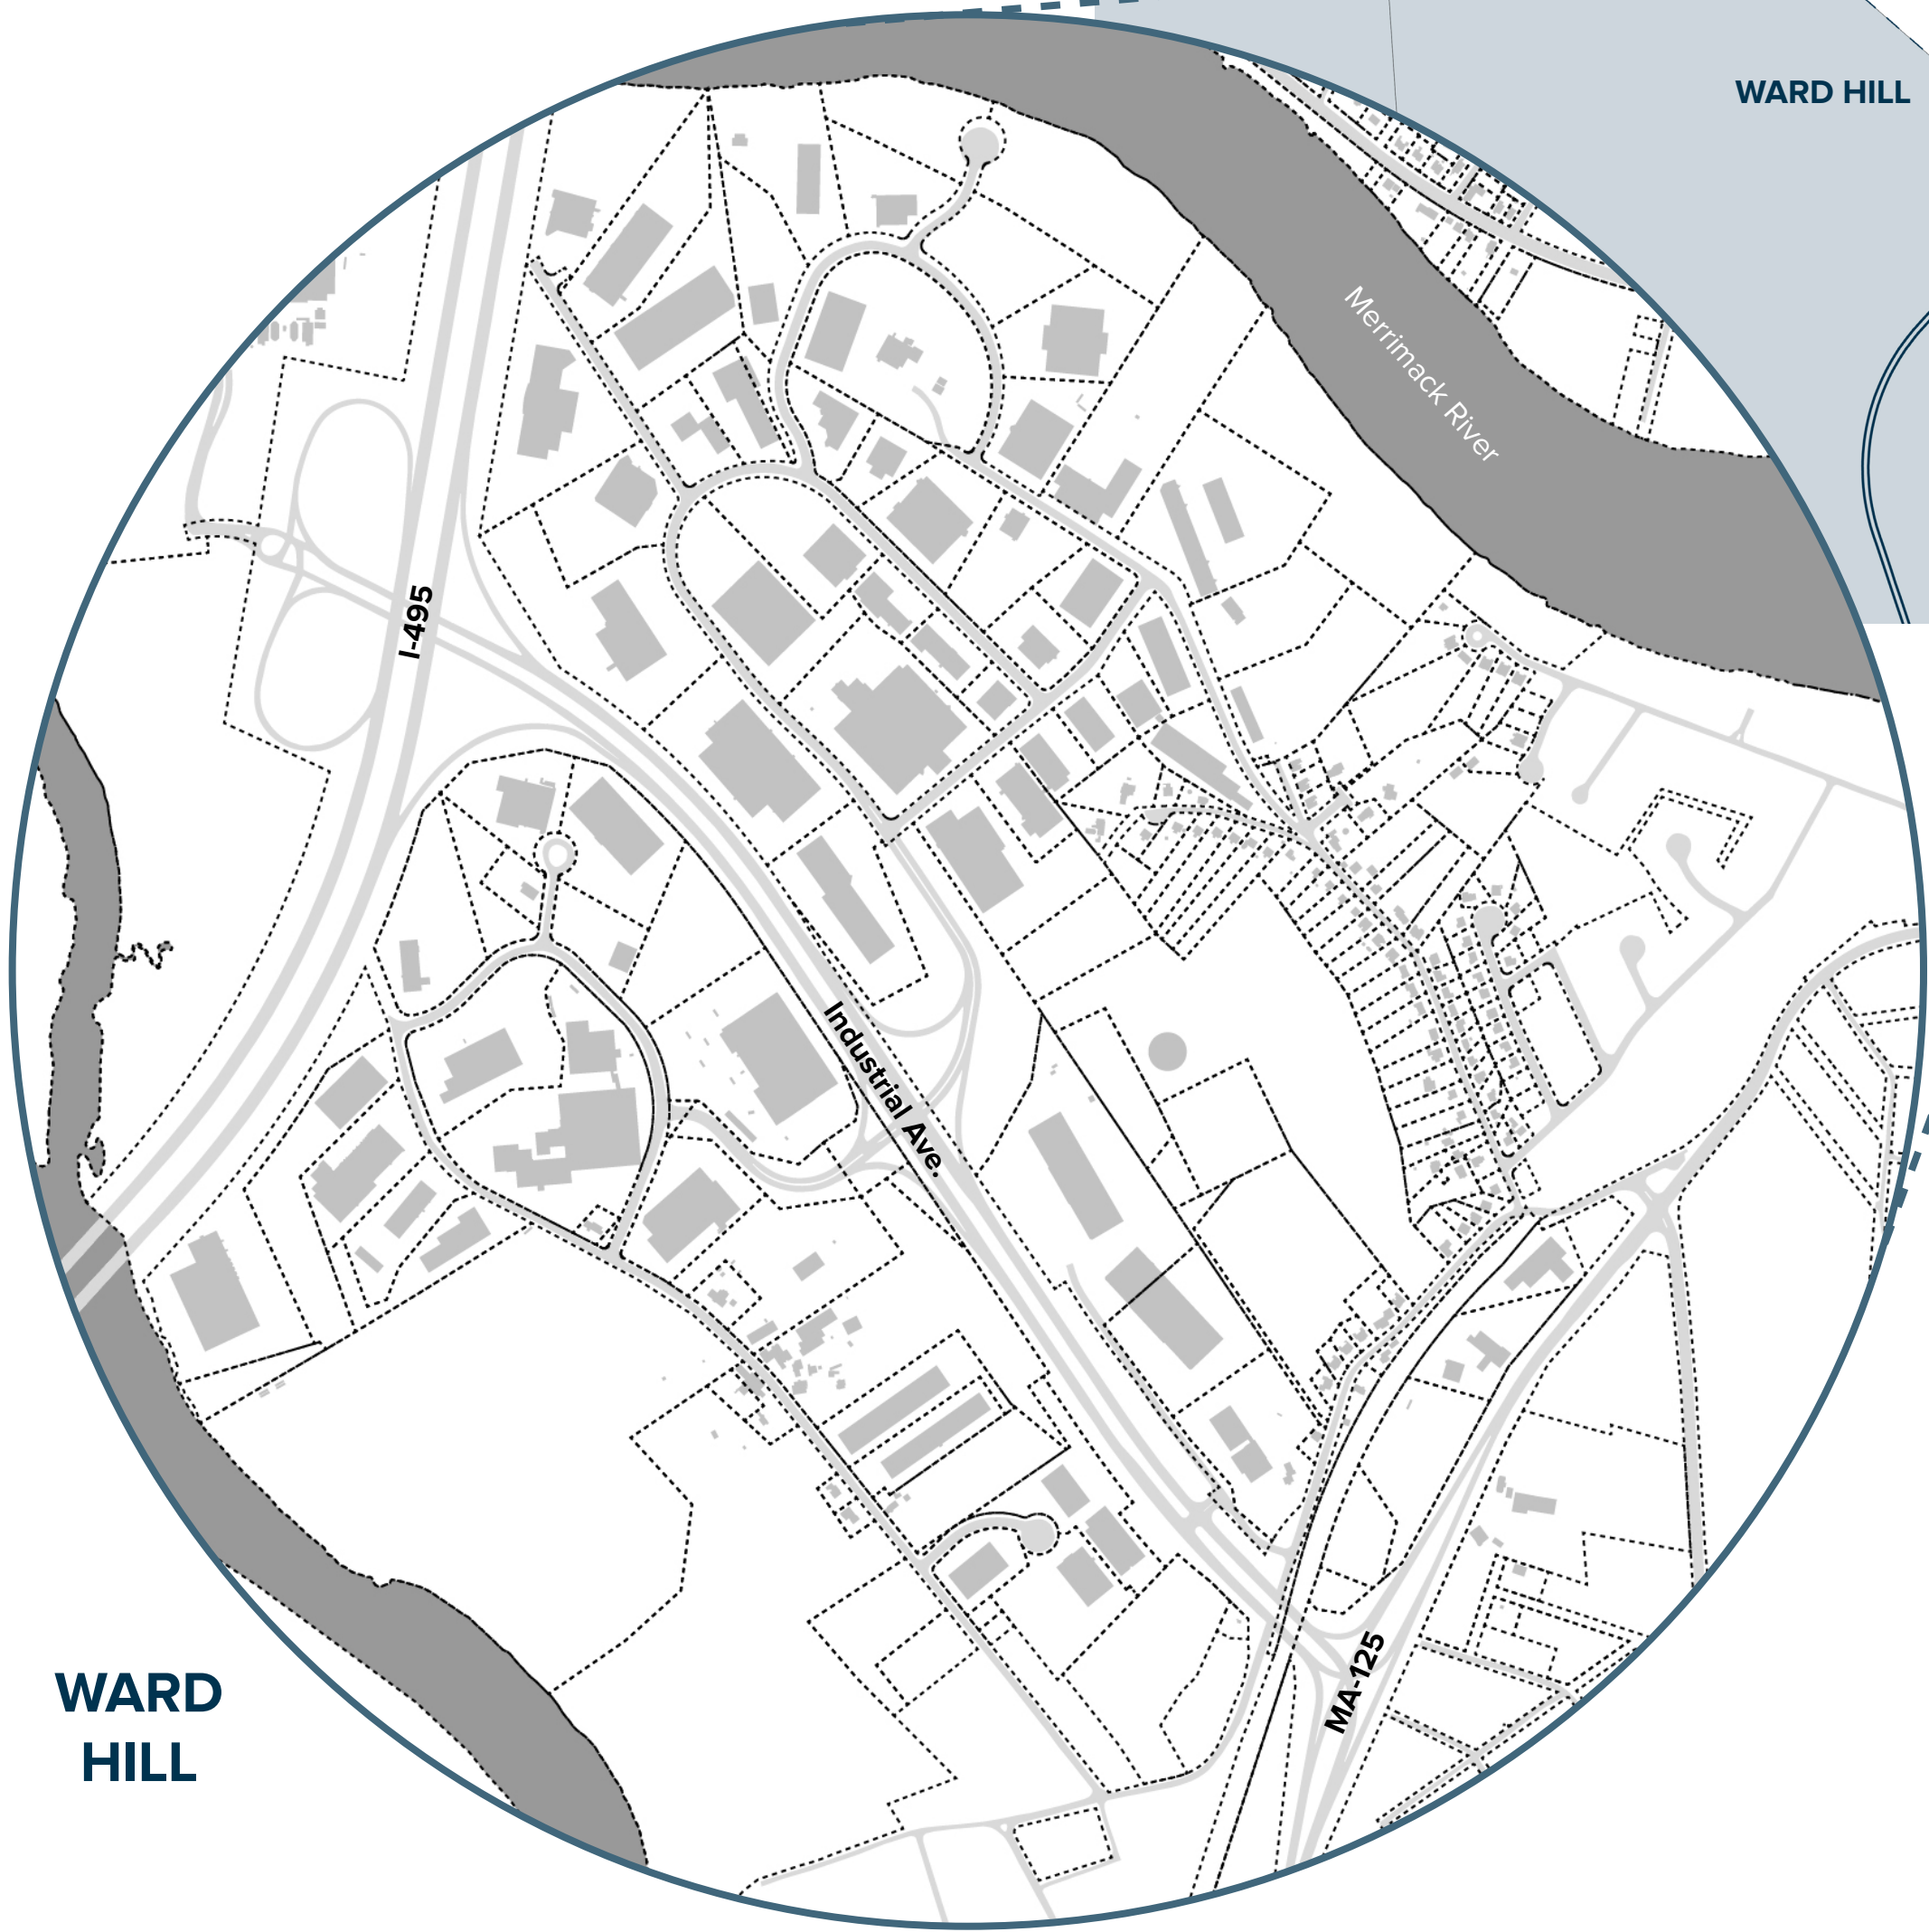 WARD HILL
Merrimack River
I-495
Industrial Ave.
MA-125
WARD
HILL